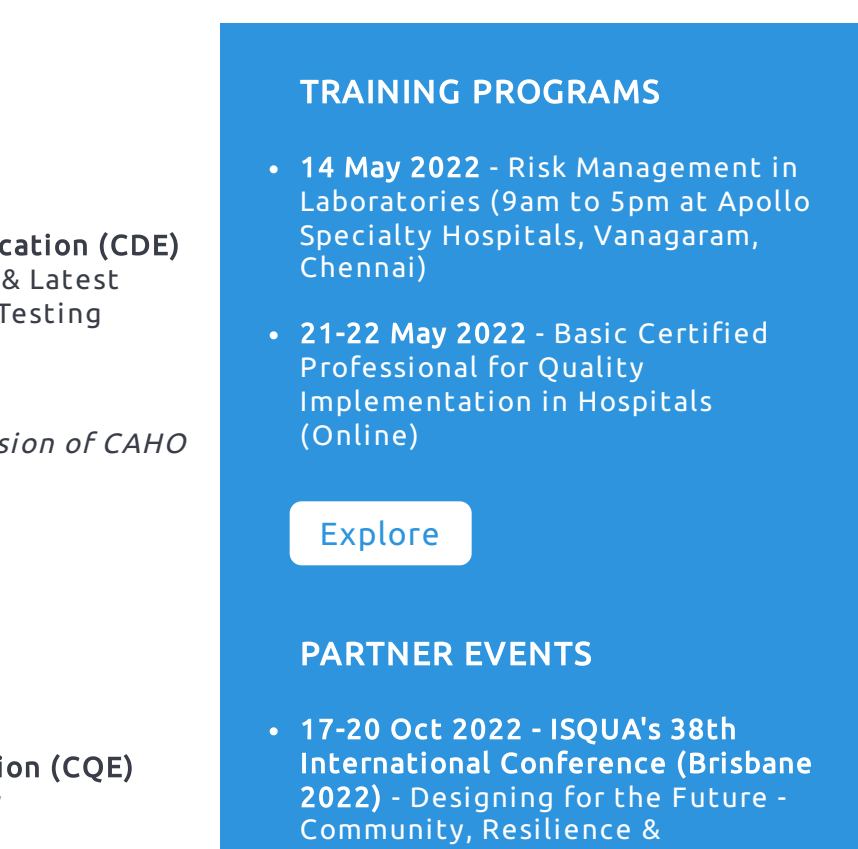 cation (CDE)
& Latest
Testing
sion of CAHO
ion (CQE)
TRAINING PROGRAMS
• 14 May 2022 - Risk Management in
Laboratories (9am to 5pm at Apollo
Specialty Hospitals, Vanagaram,
Chennai)
• 21-22 May 2022 - Basic Certified
Professional for Quality
Implementation in Hospitals
(Online)
Explore
PARTNER EVENTS
• 17-20 Oct 2022 - ISQUA's 38th
International Conference (Brisbane
2022) - Designing for the Future -
Community, Resilience &